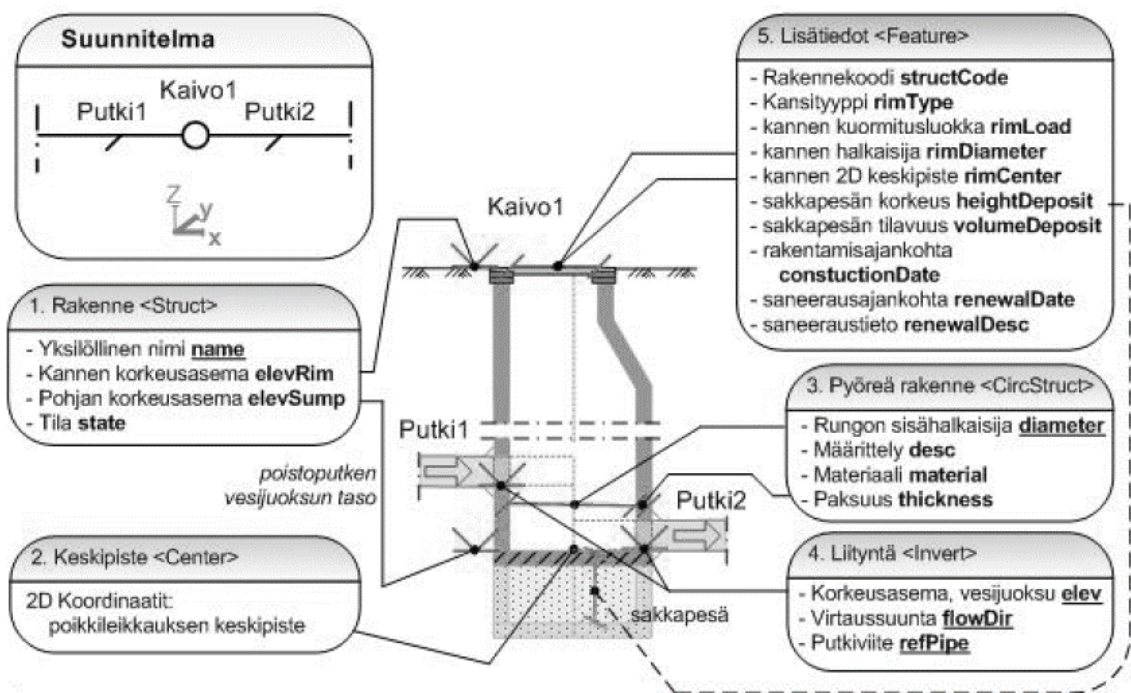 Suunnitelma
Kaivo1
Putki1
Putki2
Z
y
x
5. Lisätiedot <Feature>
- Rakennekoodi structCode
- Kansityyppi rimType
- kannen kuormitusluokka rimLoad
- kannen halkaisija rimDiameter
- kannen 2D keskipiste rimCenter
- sakkapesän korkeus heightDeposit
- sakkapesän tilavuus volumeDeposit
- rakentamisajankohta
constuctionDate
- saneerausajankohta renewalDate
- saneeraustieto renewalDesc
Kaivo1
1. Rakenne <Struct>
- Yksilöllinen nimi name
- Kannen korkeusasema elevRim
- Pohjan korkeusasema elevSump
- Tila state
3. Pyöreä rakenne <CircStruct>
- Rungon sisähalkaisija diameter
- Määrittely desc
- Materiaali material
- Paksuus thickness
Putki1
poistoputken
vesijuoksun taso
Putki2
2. Keskipiste <Center>
2D Koordinaatit:
poikkileikkauksen keskipiste
sakkapesä
4. Liityntä <Invert>
- Korkeusasema, vesijuoksu elev
- Virtaussuunta flowDir
- Putkiviite refPipe